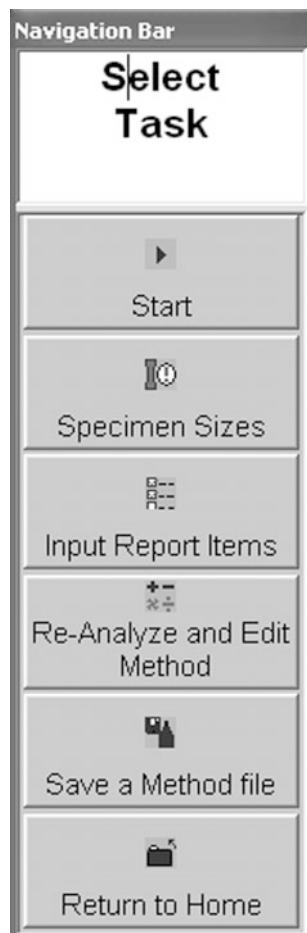 Navigation Bar
Select
Task
Start
Specimen Sizes
Input Report Items
Re-Analyze and Edit
Method
Save a Method file
Return to Home